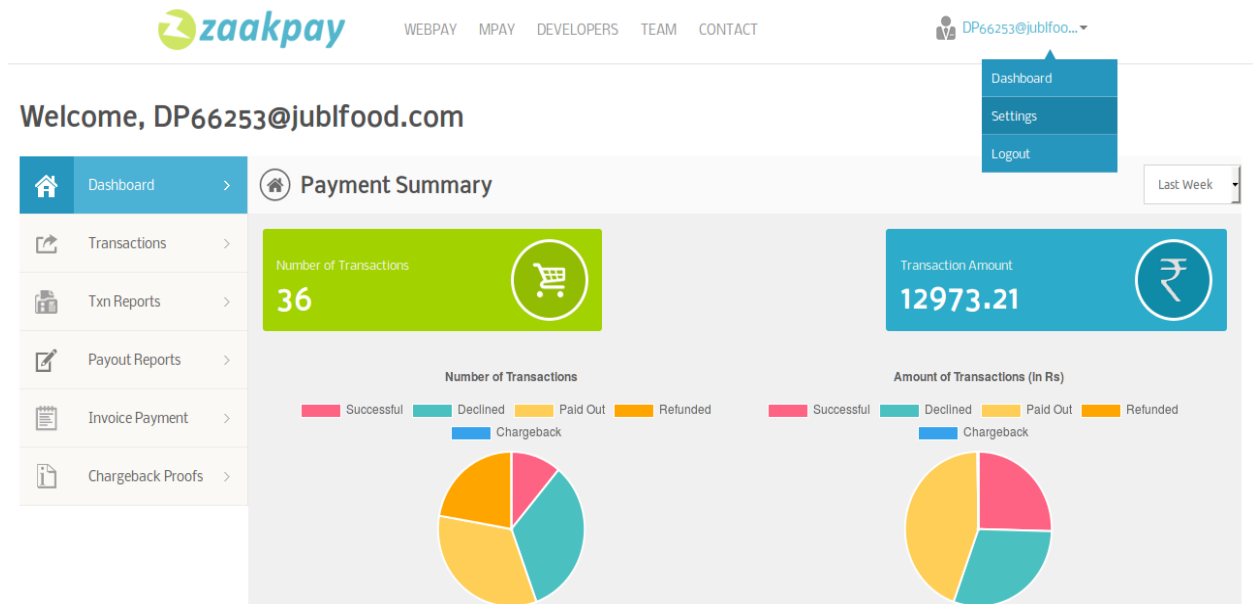 zaakpay WEBPAY MPAY DEVELOPERS TEAM CONTACT DP66253@jublfoo...
Dashboard
Settings
Logout
Welcome, DP66253@jublfood.com
Dashboard
Transactions
Txn Reports
Payout Reports
Invoice Payment
Chargeback Proofs
Payment Summary Last Week
Number of Transactions
36
Transaction Amount
12973.21
Number of Transactions
Successful Declined Paid Out Refunded
Chargeback
Amount of Transactions (in Rs)
Successful Declined Paid Out Refunded
Chargeback